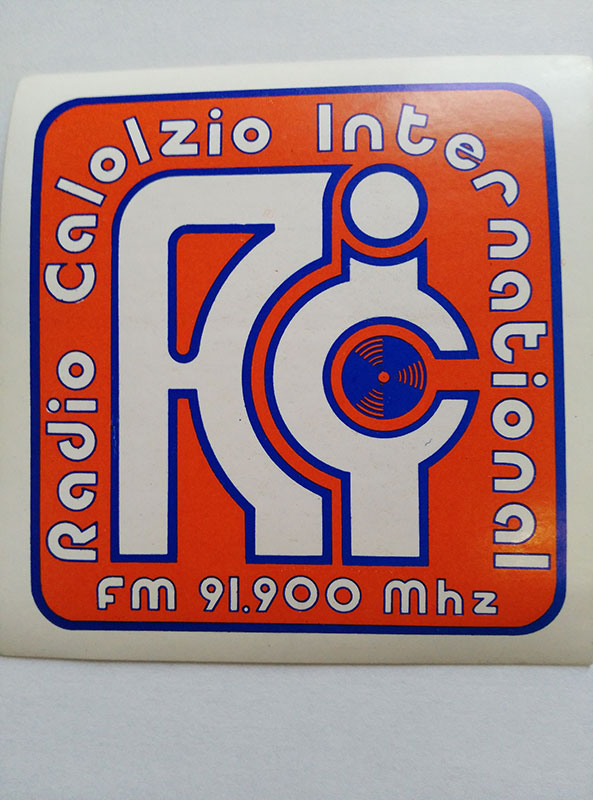 Radio Calolzio International
RCI
FM 91.900 Mhz